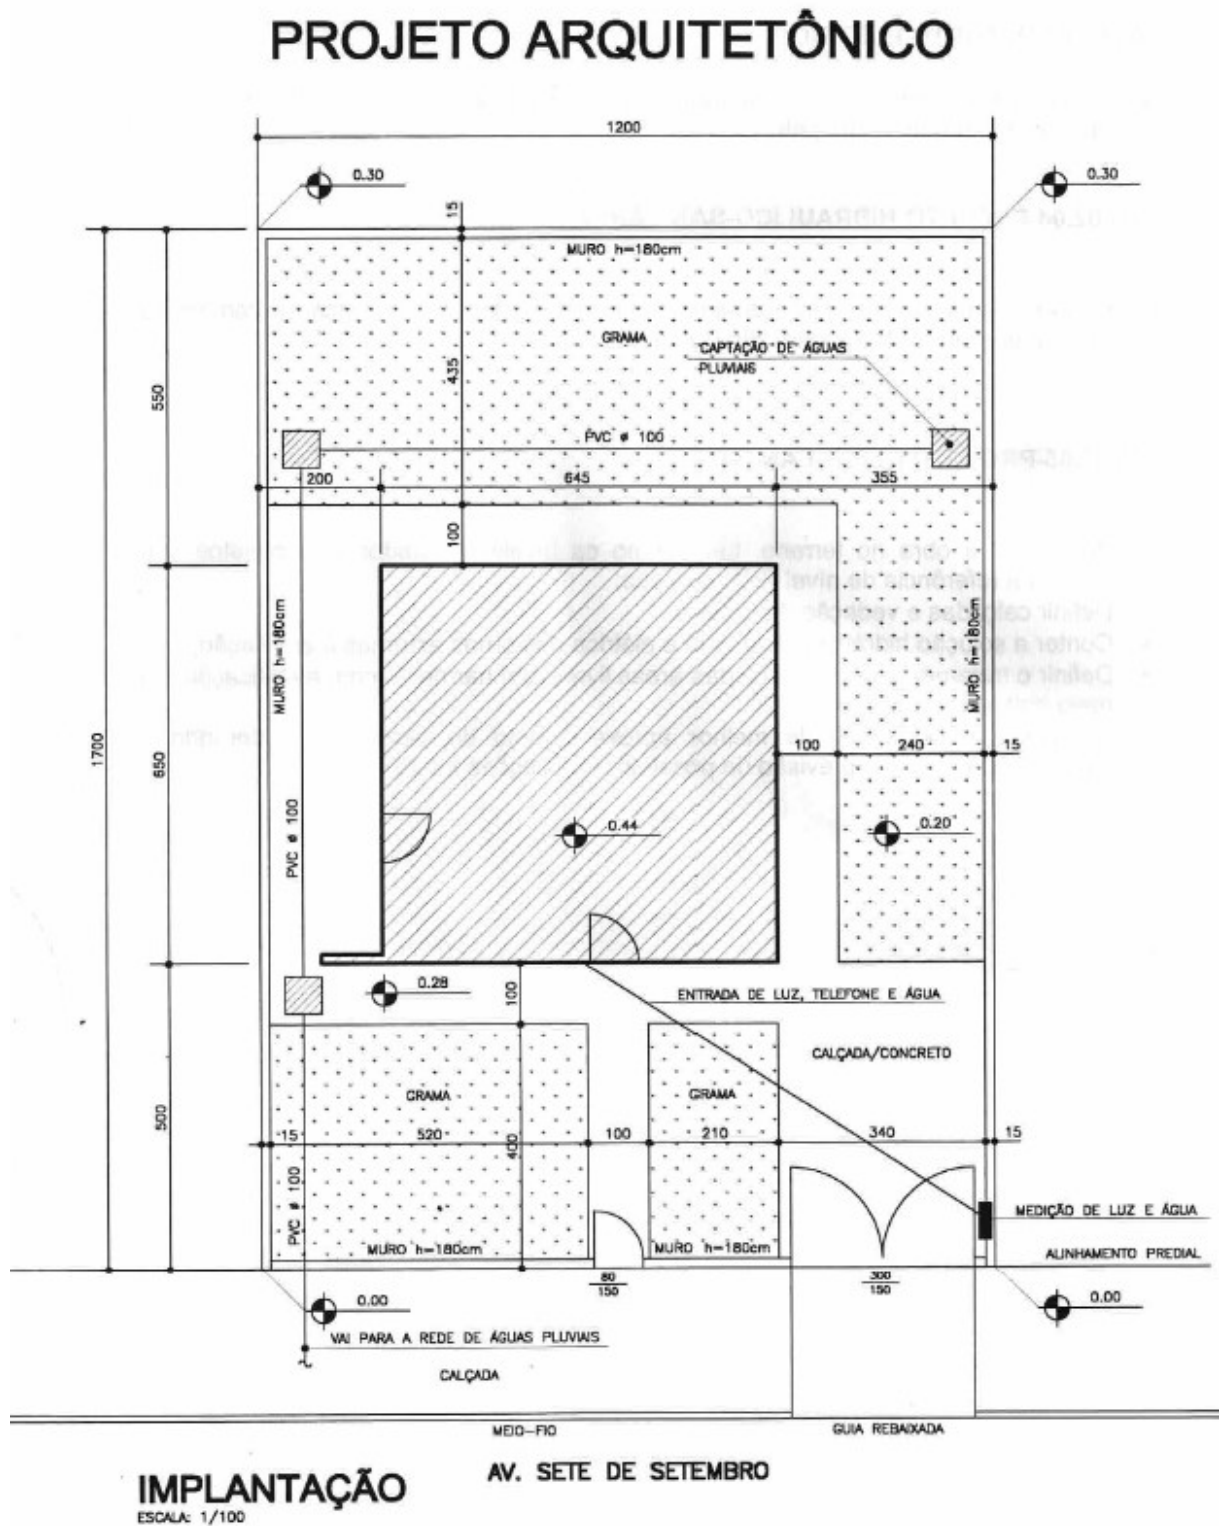 PROJETO ARQUITETÔNICO
1200
0.30
0.30
15
MURO h=180cm
GRAMA
CAPTAÇÃO DE ÁGUAS
PLUVIAIS
435
550
PVC ø 100
200
645
355
100
MURO h=180cm
MURO h=180cm
1700
650
100
240
15
PVC ø 100
0.44
0.20
0.28
100
ENTRADA DE LUZ, TELEFONE E ÁGUA
CALÇADA/CONCRETO
GRAMA
GRAMA
500
15
520
400
100
210
340
15
PVC ø 100
MEDIÇÃO DE LUZ E ÁGUA
MURO h=180cm
MURO h=180cm
ALINHAMENTO PREDIAL
80
150
300
150
0.00
0.00
VAI PARA A REDE DE ÁGUAS PLUVIAIS
CALÇADA
MEIO-FIO
GUIA REBAIXADA
AV. SETE DE SETEMBRO
IMPLANTAÇÃO
ESCALA: 1/100